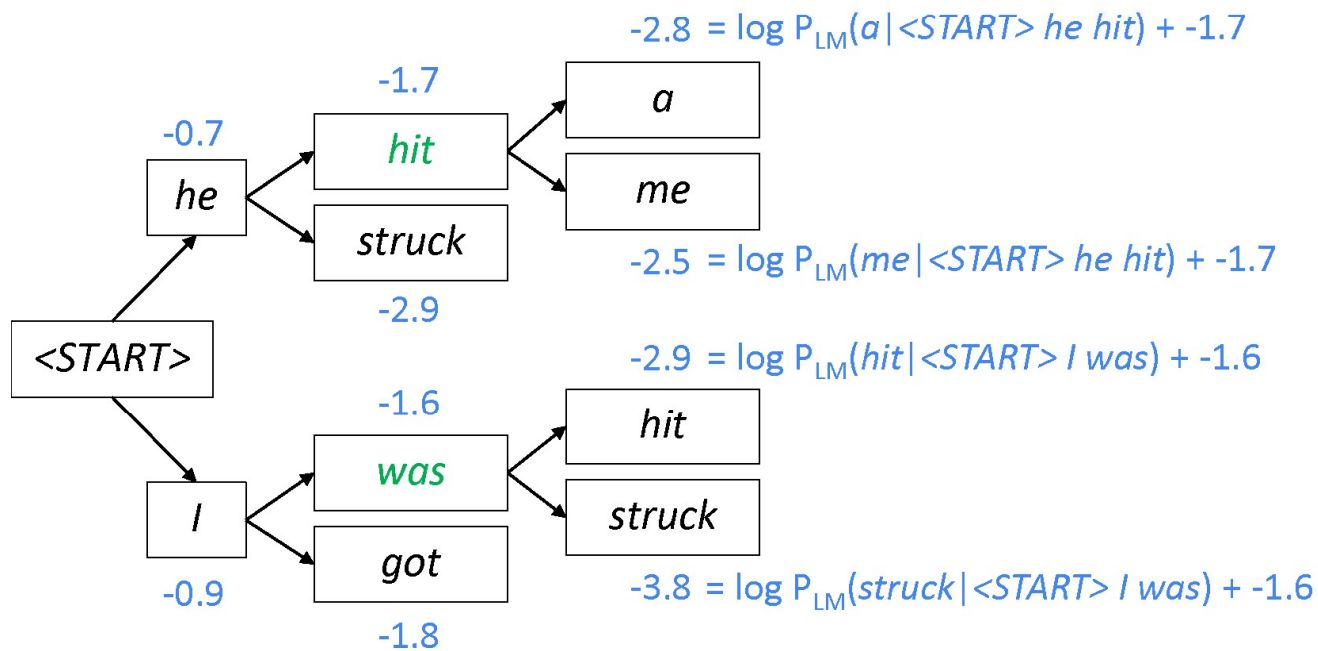 -2.8 = log P_LM(a|<START> he hit) + -1.7
-1.7
a
-0.7
hit
he
me
struck
-2.5 = log P_LM(me|<START> he hit) + -1.7
-2.9
<START>
-2.9 = log P_LM(hit|<START> I was) + -1.6
-1.6
hit
was
I
struck
got
-0.9
-3.8 = log P_LM(struck|<START> I was) + -1.6
-1.8